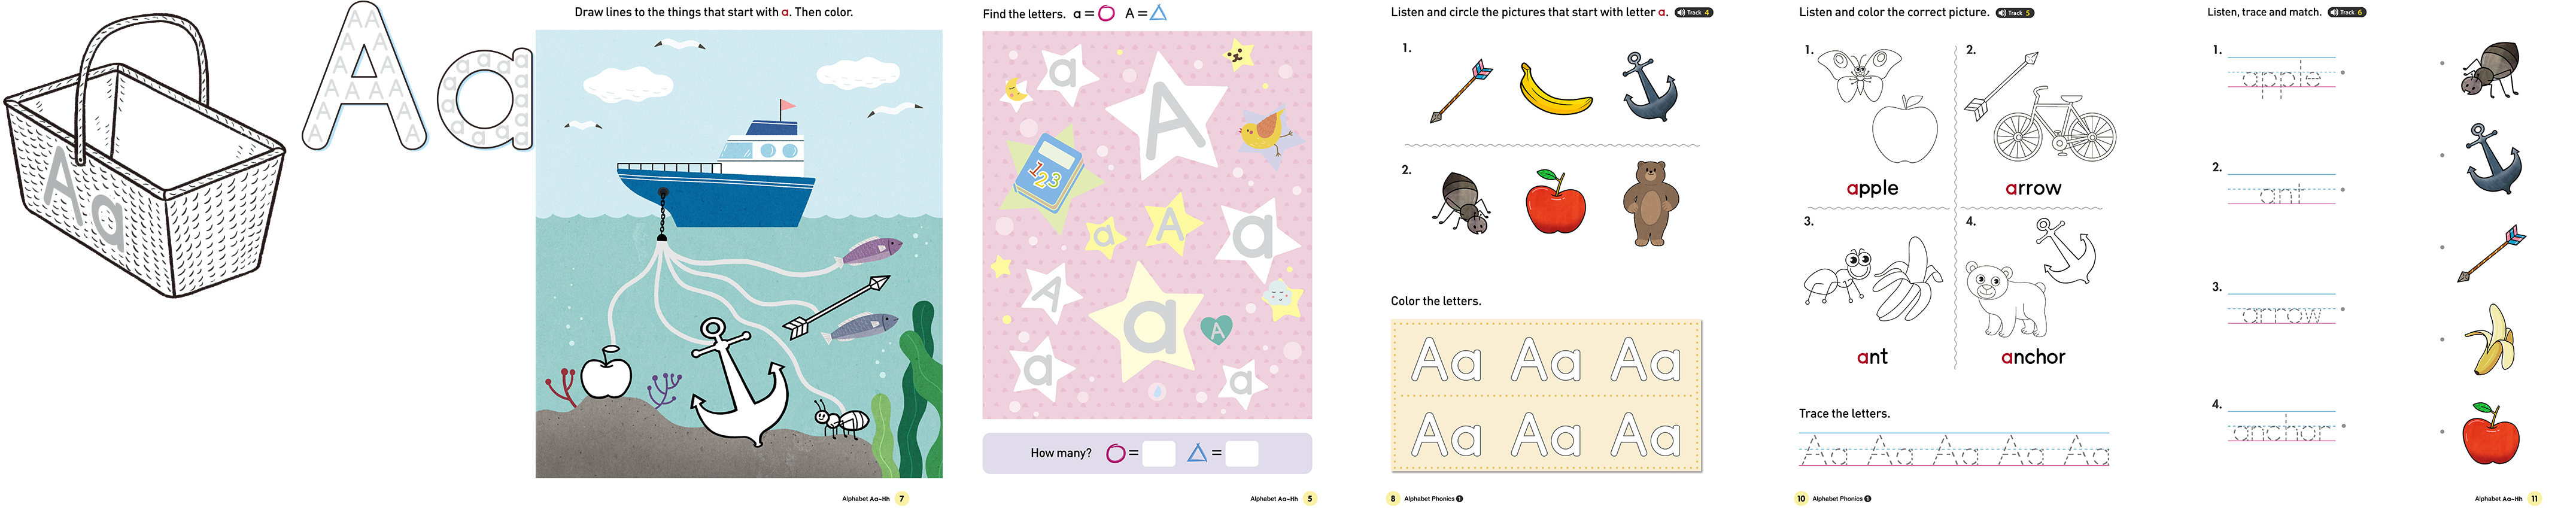 Aa
A a
Draw lines to the things that start with a. Then color.
Alphabet Aa-Hh 7
Find the letters. a = A =
a
A
123
a
A
a
A
a
A
a
a
How many? = =
Alphabet Aa-Hh 5
Listen and circle the pictures that start with letter a. Track 4
1.
2.
Color the letters.
Aa Aa Aa
Aa Aa Aa
8 Alphabet Phonics 1
Listen and color the correct picture. Track 5
1.
apple
2.
arrow
3.
ant
4.
anchor
Trace the letters.
Aa Aa Aa Aa Aa
10 Alphabet Phonics 1
Listen, trace and match. Track 6
1.
apple
2.
ant
3.
arrow
4.
anchor
Alphabet Aa-Hh 11